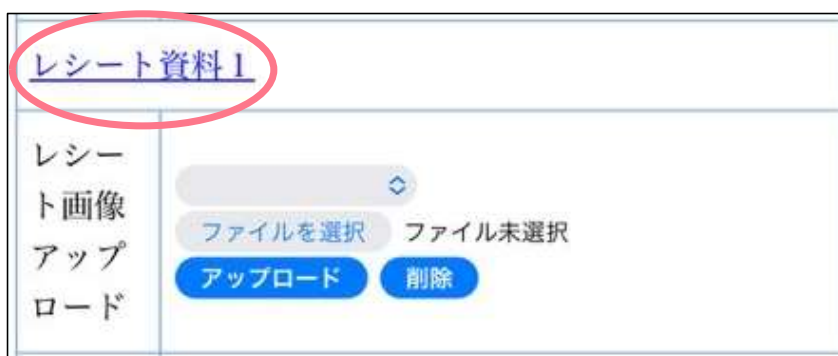 レシート資料1
レシー
ト画像
アップ
ロード
ファイルを選択 ファイル未選択
アップロード 削除